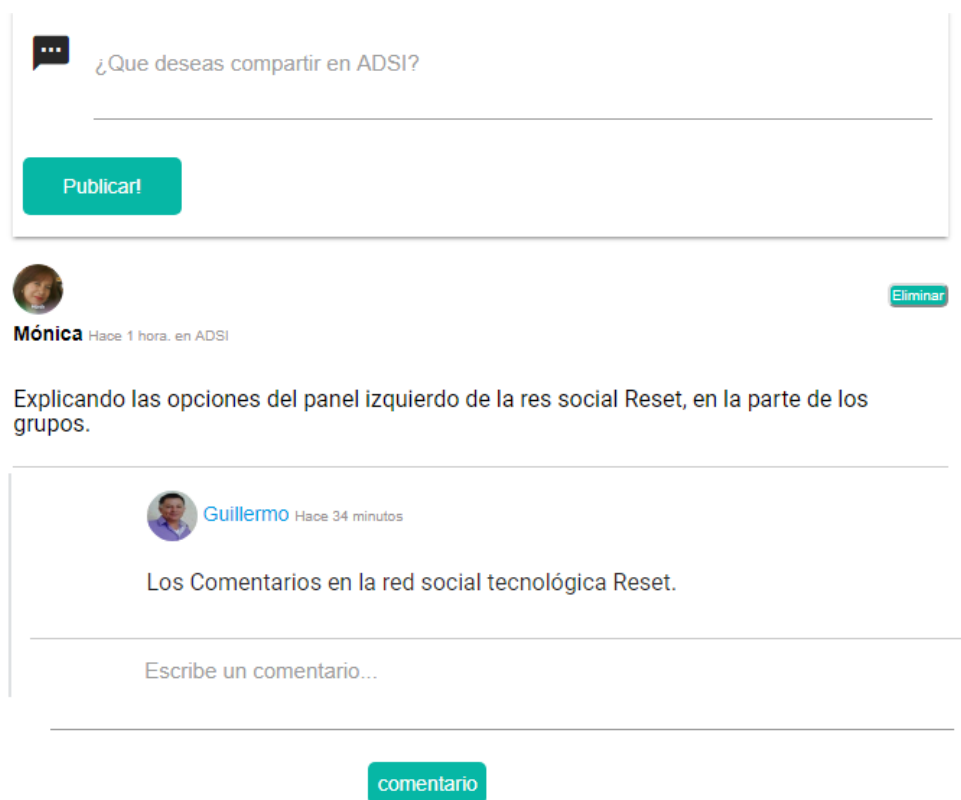 ¿Que deseas compartir en ADSI?
Publicar!
Eliminar
Mónica Hace 1 hora. en ADSI
Explicando las opciones del panel izquierdo de la res social Reset, en la parte de los
grupos.
Guillermo Hace 34 minutos
Los Comentarios en la red social tecnológica Reset.
Escribe un comentario...
comentario